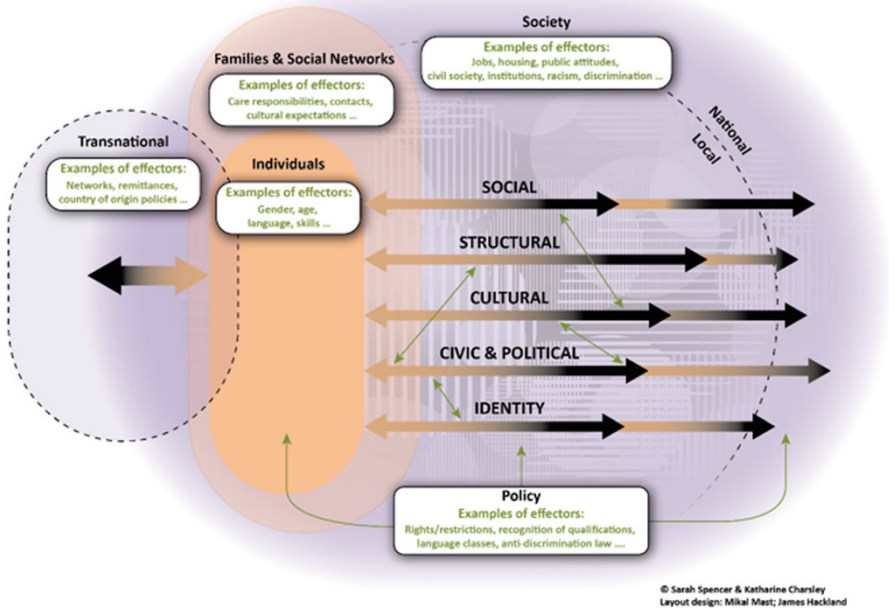 Society
Examples of effectors:
Jobs, housing, public attitudes,
civil society, institutions, racism, discrimination ...
Families & Social Networks
Examples of effectors:
Care responsibilities, contacts,
cultural expectations ...
National
Local
Transnational
Examples of effectors:
Networks, remittances,
country of origin policies ...
Individuals
Examples of effectors:
Gender, age,
language, skills ...
SOCIAL
STRUCTURAL
CULTURAL
CIVIC & POLITICAL
IDENTITY
Policy
Examples of effectors:
Rights/restrictions, recognition of qualifications,
language classes, anti-discrimination law ....
© Sarah Spencer & Katharine Charsley
Layout design: Mikal Mast; James Hackland